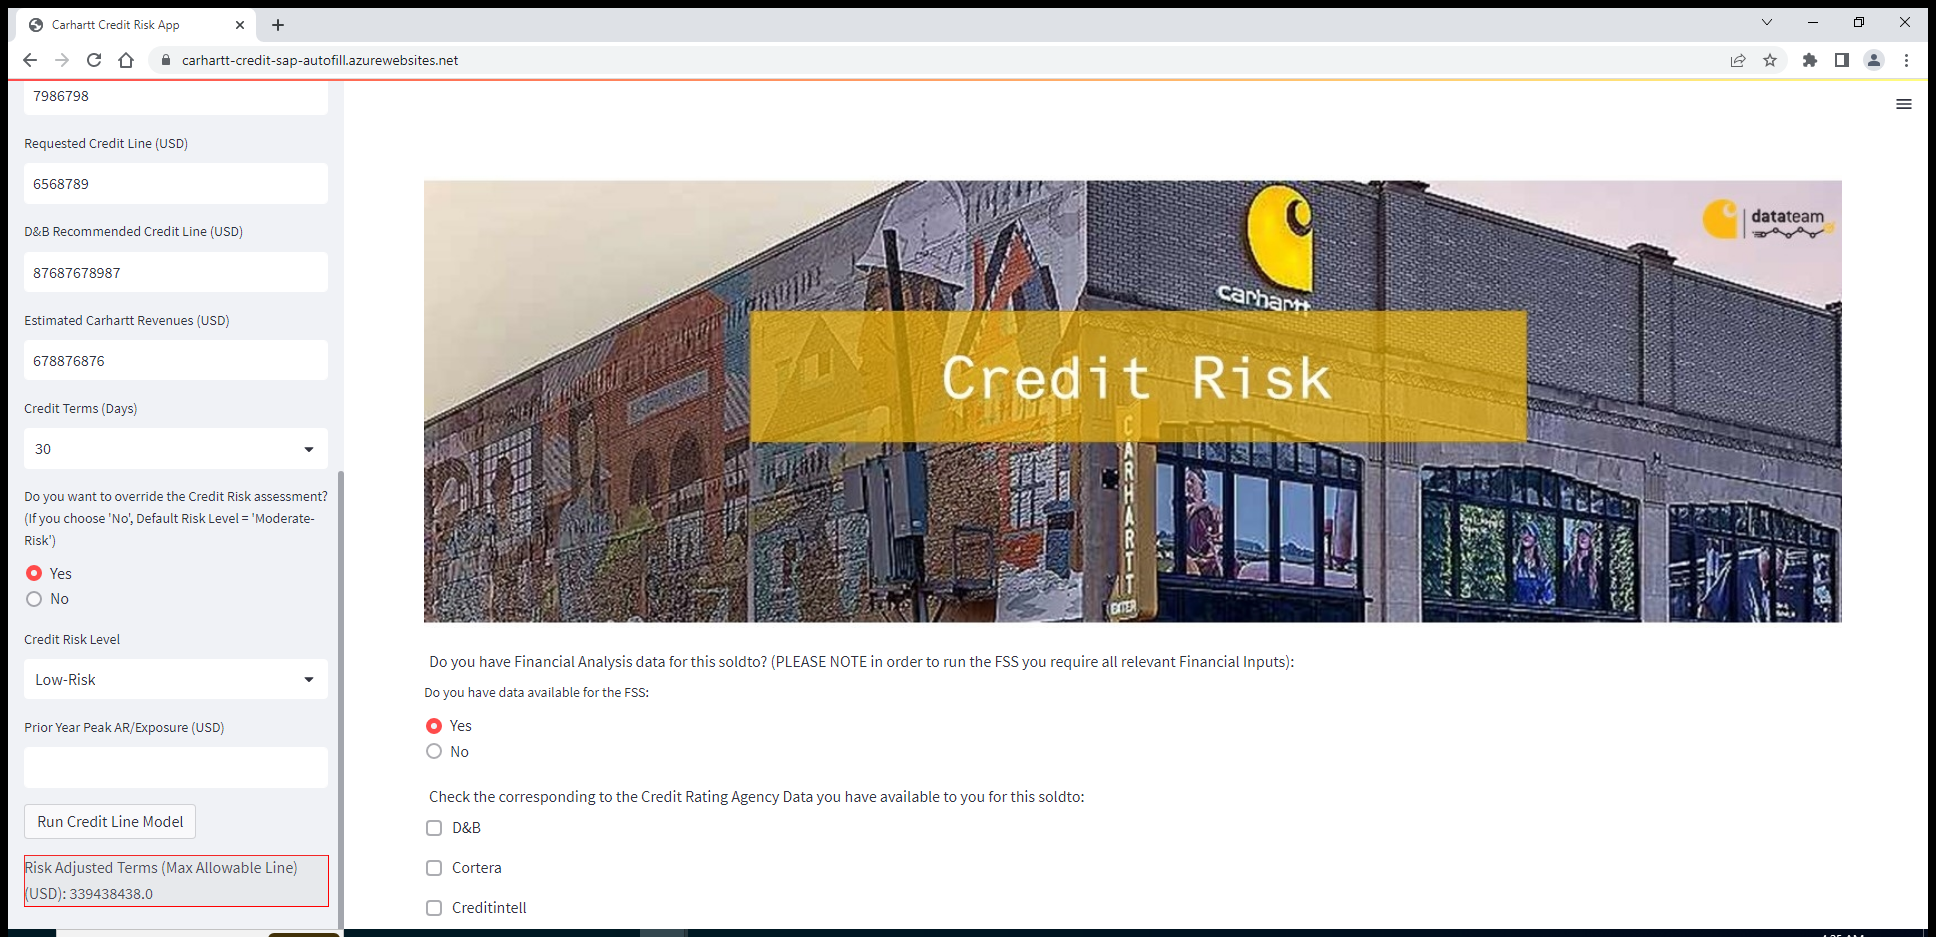 Carhartt Credit Risk App
carhartt-credit-sap-autofill.azurewebsites.net
7986798
Requested Credit Line (USD)
6568789
D&B Recommended Credit Line (USD)
87687678987
Estimated Carhartt Revenues (USD)
678876876
Credit Terms (Days)
30
Do you want to override the Credit Risk assessment?
(If you choose 'No', Default Risk Level = 'Moderate-
Risk')
Yes
No
Credit Risk Level
Low-Risk
Prior Year Peak AR/Exposure (USD)
Run Credit Line Model
Risk Adjusted Terms (Max Allowable Line)
(USD): 339438438.0
datateam
carhartt
Credit Risk
CARHARTT
ENTER
Do you have Financial Analysis data for this soldto? (PLEASE NOTE in order to run the FSS you require all relevant Financial Inputs):
Do you have data available for the FSS:
Yes
No
Check the corresponding to the Credit Rating Agency Data you have available to you for this soldto:
D&B
Cortera
Creditintell